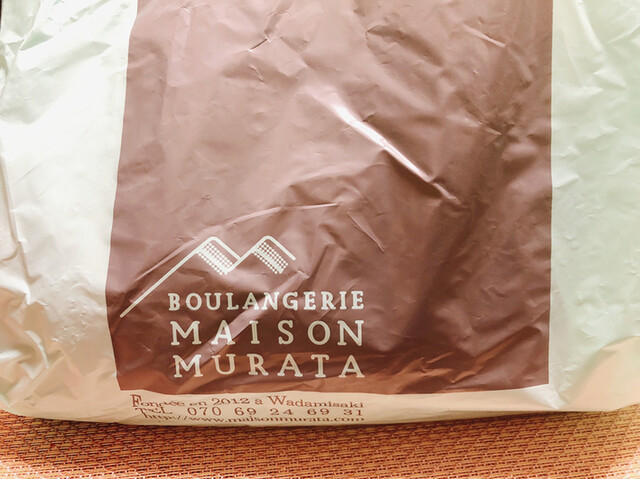 BOULANGERIE
MAISON
MURATA
Fondée en 2012 à Wadamisaki
TEL 070 69 24 69 31
http://www.maisonmurata.com